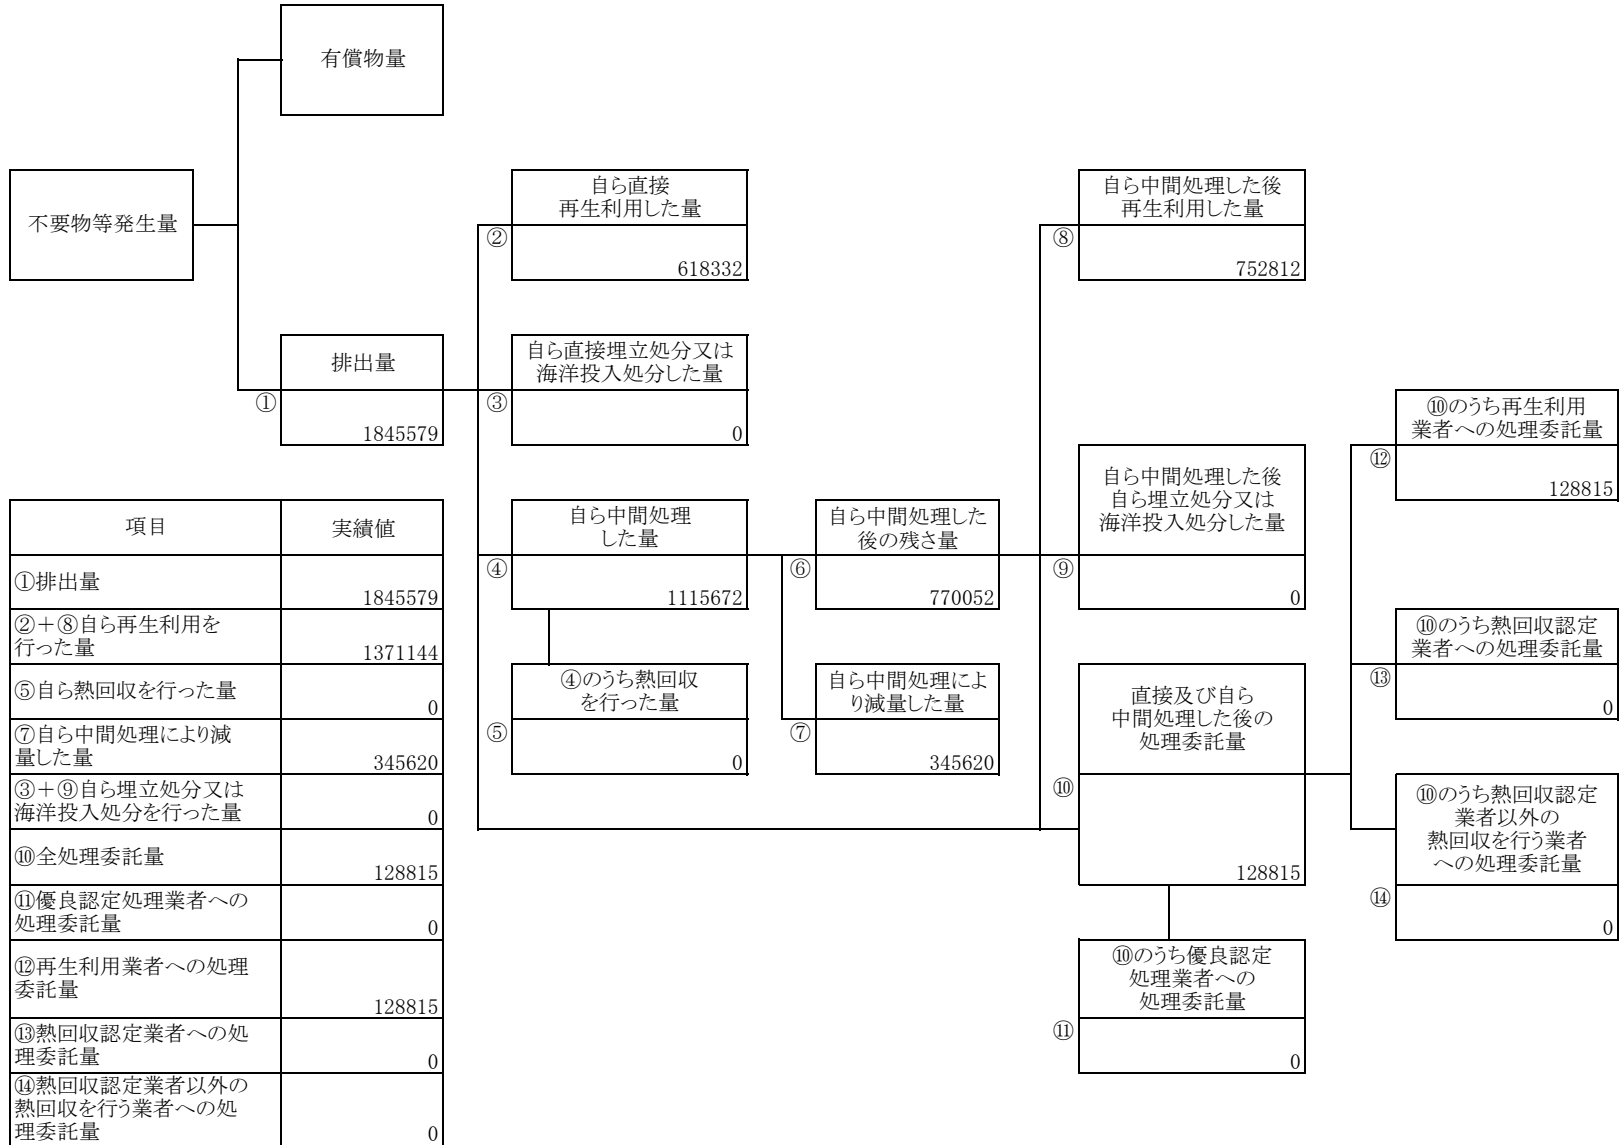 有償物量
不要物等発生量
排出量
①
1845579
自ら直接
再生利用した量
②
618332
自ら直接埋立処分又は
海洋投入処分した量
③
0
自ら中間処理
した量
④
1115672
④のうち熱回収
を行った量
⑤
0
自ら中間処理した
後の残さ量
⑥
770052
自ら中間処理によ
り減量した量
⑦
345620
自ら中間処理した後
再生利用した量
⑧
752812
自ら中間処理した後
自ら埋立処分又は
海洋投入処分した量
⑨
0
直接及び自ら
中間処理した後の
処理委託量
⑩
128815
⑩のうち優良認定
処理業者への
処理委託量
⑪
0
⑩のうち再生利用
業者への処理委託量
⑫
128815
⑩のうち熱回収認定
業者への処理委託量
⑬
0
⑩のうち熱回収認定
業者以外の
熱回収を行う業者
への処理委託量
⑭
0
項目 実績値
①排出量
1845579
②+⑧自ら再生利用を
行った量
1371144
⑤自ら熱回収を行った量
0
⑦自ら中間処理により減
量した量
345620
③+⑨自ら埋立処分又は
海洋投入処分を行った量
0
⑩全処理委託量
128815
⑪優良認定処理業者への
処理委託量
0
⑫再生利用業者への処理
委託量
128815
⑬熱回収認定業者への処
理委託量
0
⑭熱回収認定業者以外の
熱回収を行う業者への処
理委託量
0